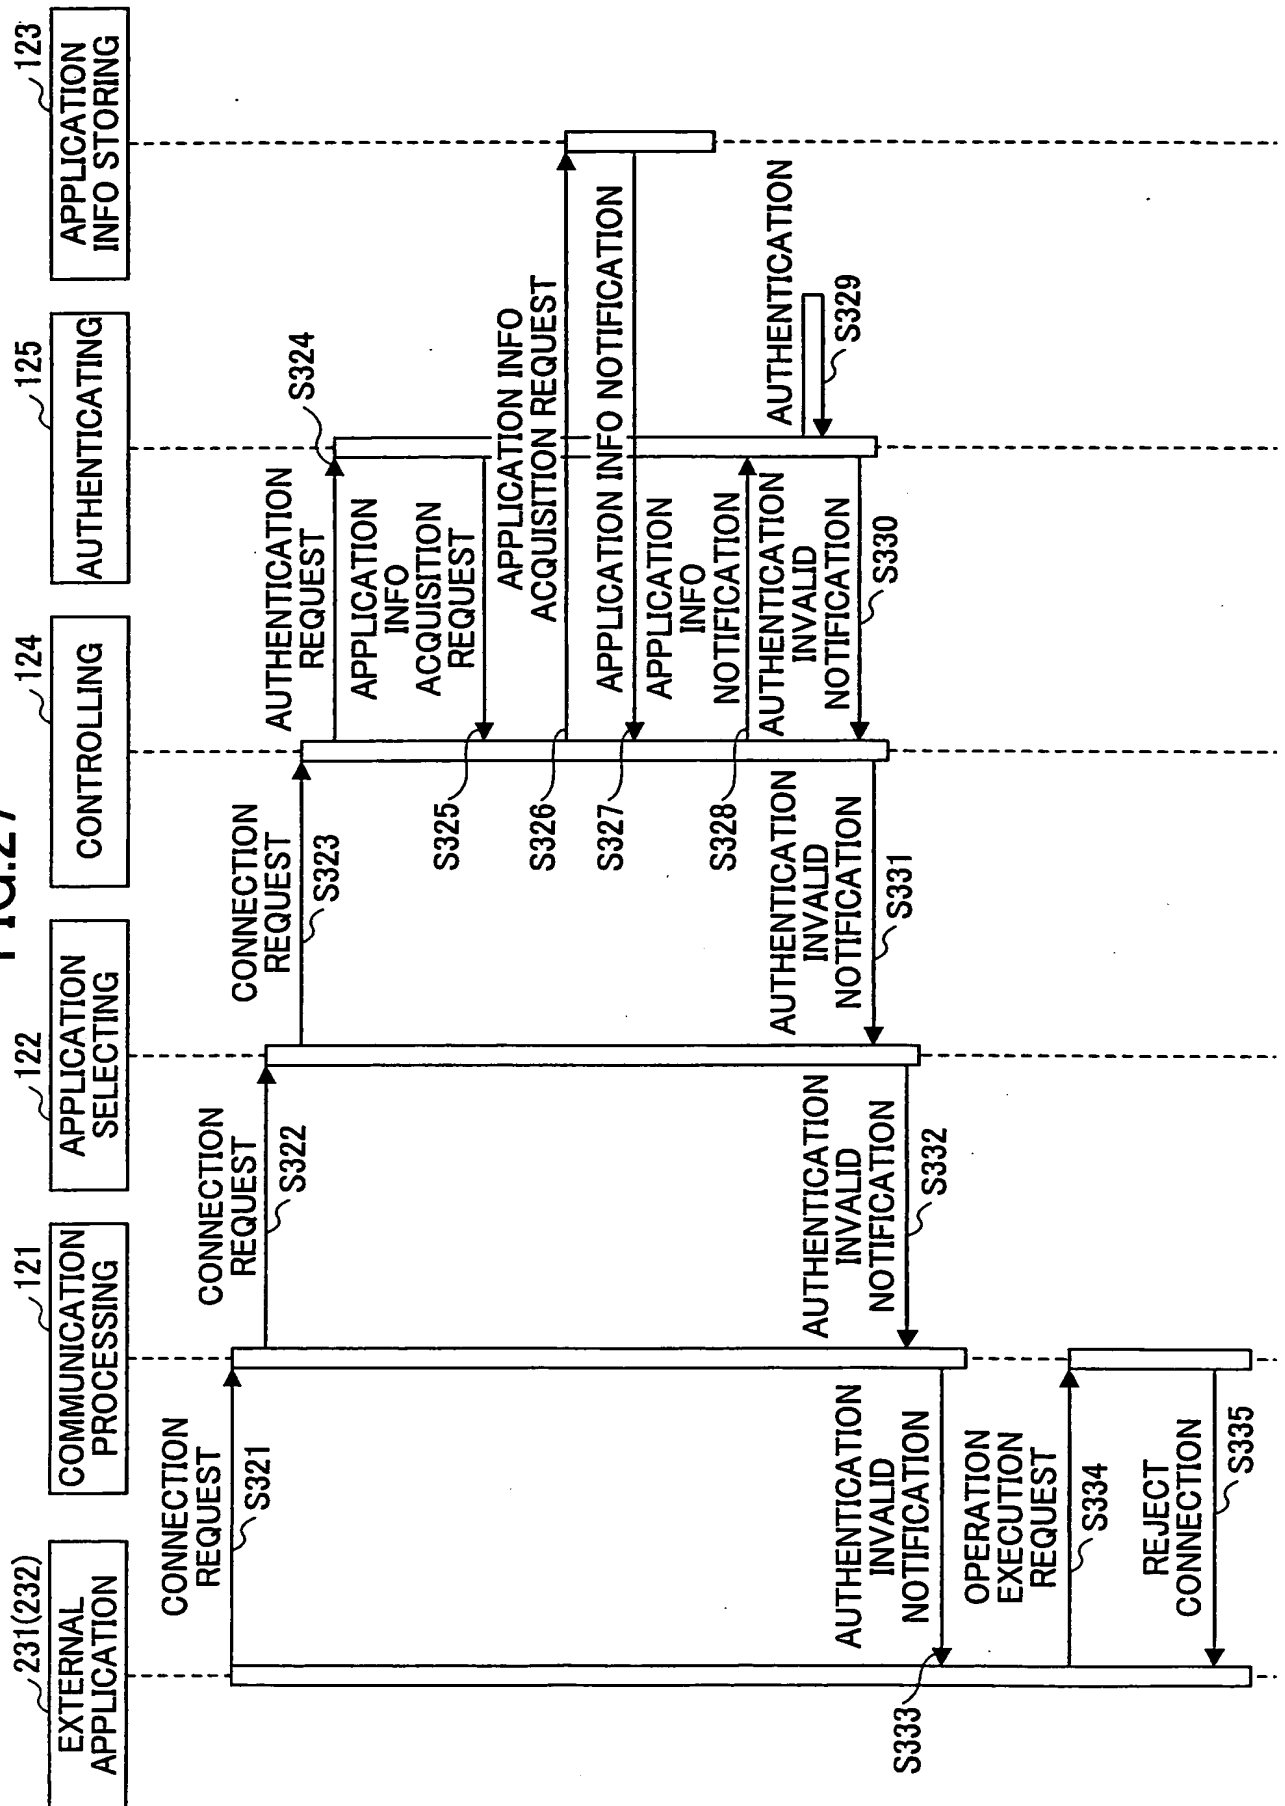 FIG.27
231(232)
EXTERNAL
APPLICATION
121
COMMUNICATION
PROCESSING
122
APPLICATION
SELECTING
124
CONTROLLING
125
AUTHENTICATING
123
APPLICATION
INFO STORING
CONNECTION
REQUEST
S321
CONNECTION
REQUEST
S322
CONNECTION
REQUEST
S323
AUTHENTICATION
REQUEST
S324
APPLICATION
INFO
ACQUISITION
REQUEST
S325
APPLICATION INFO
ACQUISITION REQUEST
S326
APPLICATION INFO NOTIFICATION
S327
APPLICATION
INFO
NOTIFICATION
S328
AUTHENTICATION
S329
AUTHENTICATION
INVALID
NOTIFICATION
S330
AUTHENTICATION
INVALID
NOTIFICATION
S331
AUTHENTICATION
INVALID
NOTIFICATION
S332
AUTHENTICATION
INVALID
NOTIFICATION
S333
OPERATION
EXECUTION
REQUEST
S334
REJECT
CONNECTION
S335